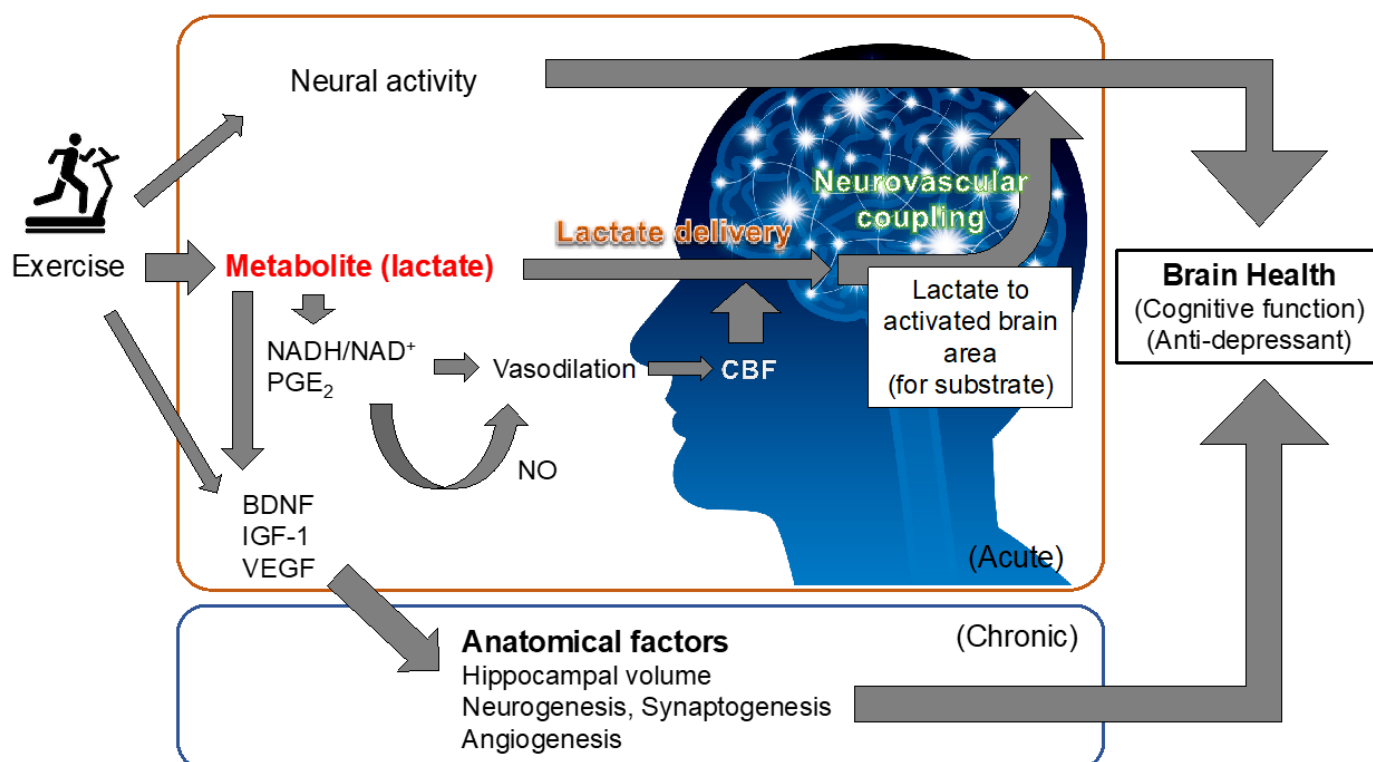 Neural activity
Exercise
Metabolite (lactate)
Lactate delivery
Neurovascular
coupling
NADH/NAD⁺
PGE₂
Vasodilation
CBF
NO
Lactate to
activated brain
area
(for substrate)
Brain Health
(Cognitive function)
(Anti-depressant)
BDNF
IGF-1
VEGF
(Acute)
Anatomical factors
Hippocampal volume
Neurogenesis, Synaptogenesis
Angiogenesis
(Chronic)